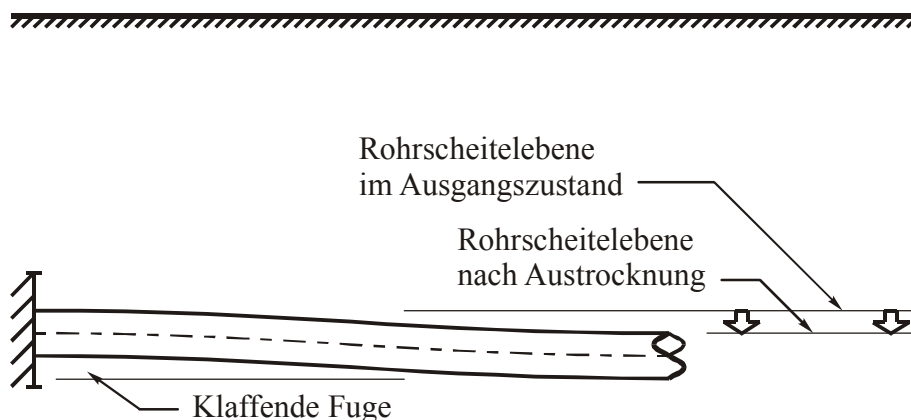 Rohrscheitelebene
im Ausgangszustand
Rohrscheitelebene
nach Austrocknung
Klaffende Fuge